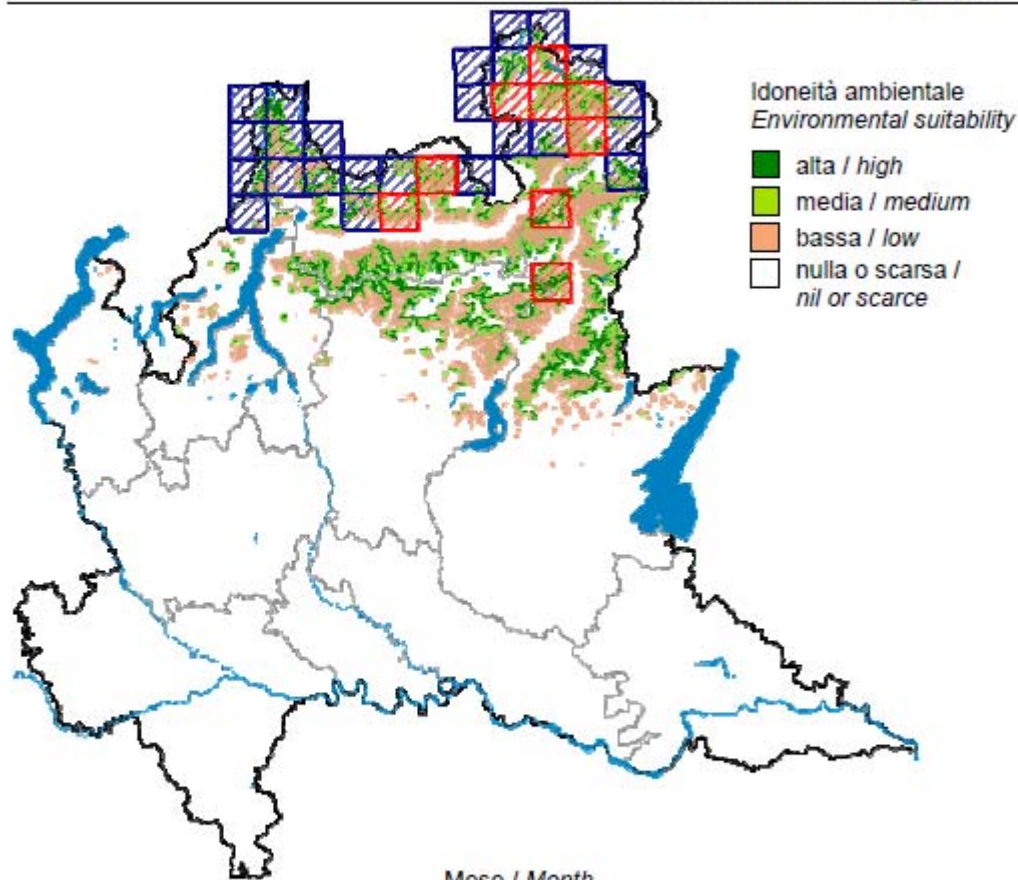 Idoneità ambientale
Environmental suitability
alta / high
media / medium
bassa / low
nulla o scarsa /
nil or scarce
Mese / Month